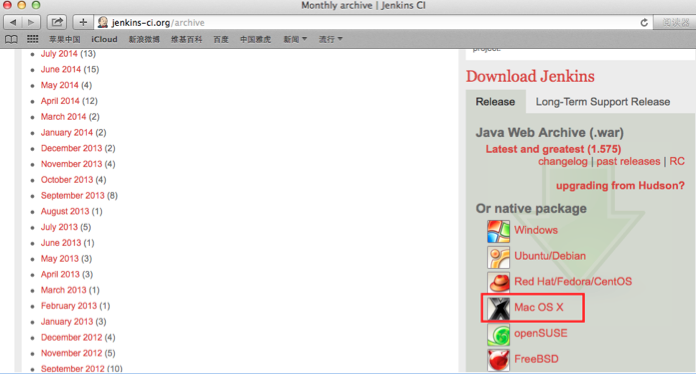 Monthly archive | Jenkins CI
jenkins-ci.org/archive
阅读器
苹果中国 iCloud 新浪微博 维基百科 百度 中国雅虎 新闻 流行
July 2014 (13)
June 2014 (15)
May 2014 (4)
April 2014 (12)
March 2014 (2)
January 2014 (2)
December 2013 (2)
November 2013 (4)
October 2013 (4)
September 2013 (8)
August 2013 (1)
July 2013 (5)
June 2013 (1)
May 2013 (3)
April 2013 (3)
March 2013 (1)
February 2013 (1)
January 2013 (3)
December 2012 (4)
November 2012 (5)
September 2012 (10)
project.
Download Jenkins
Release Long-Term Support Release
Java Web Archive (.war)
Latest and greatest (1.575)
changelog | past releases | RC
upgrading from Hudson?
Or native package
Windows
Ubuntu/Debian
Red Hat/Fedora/CentOS
Mac OS X
openSUSE
FreeBSD